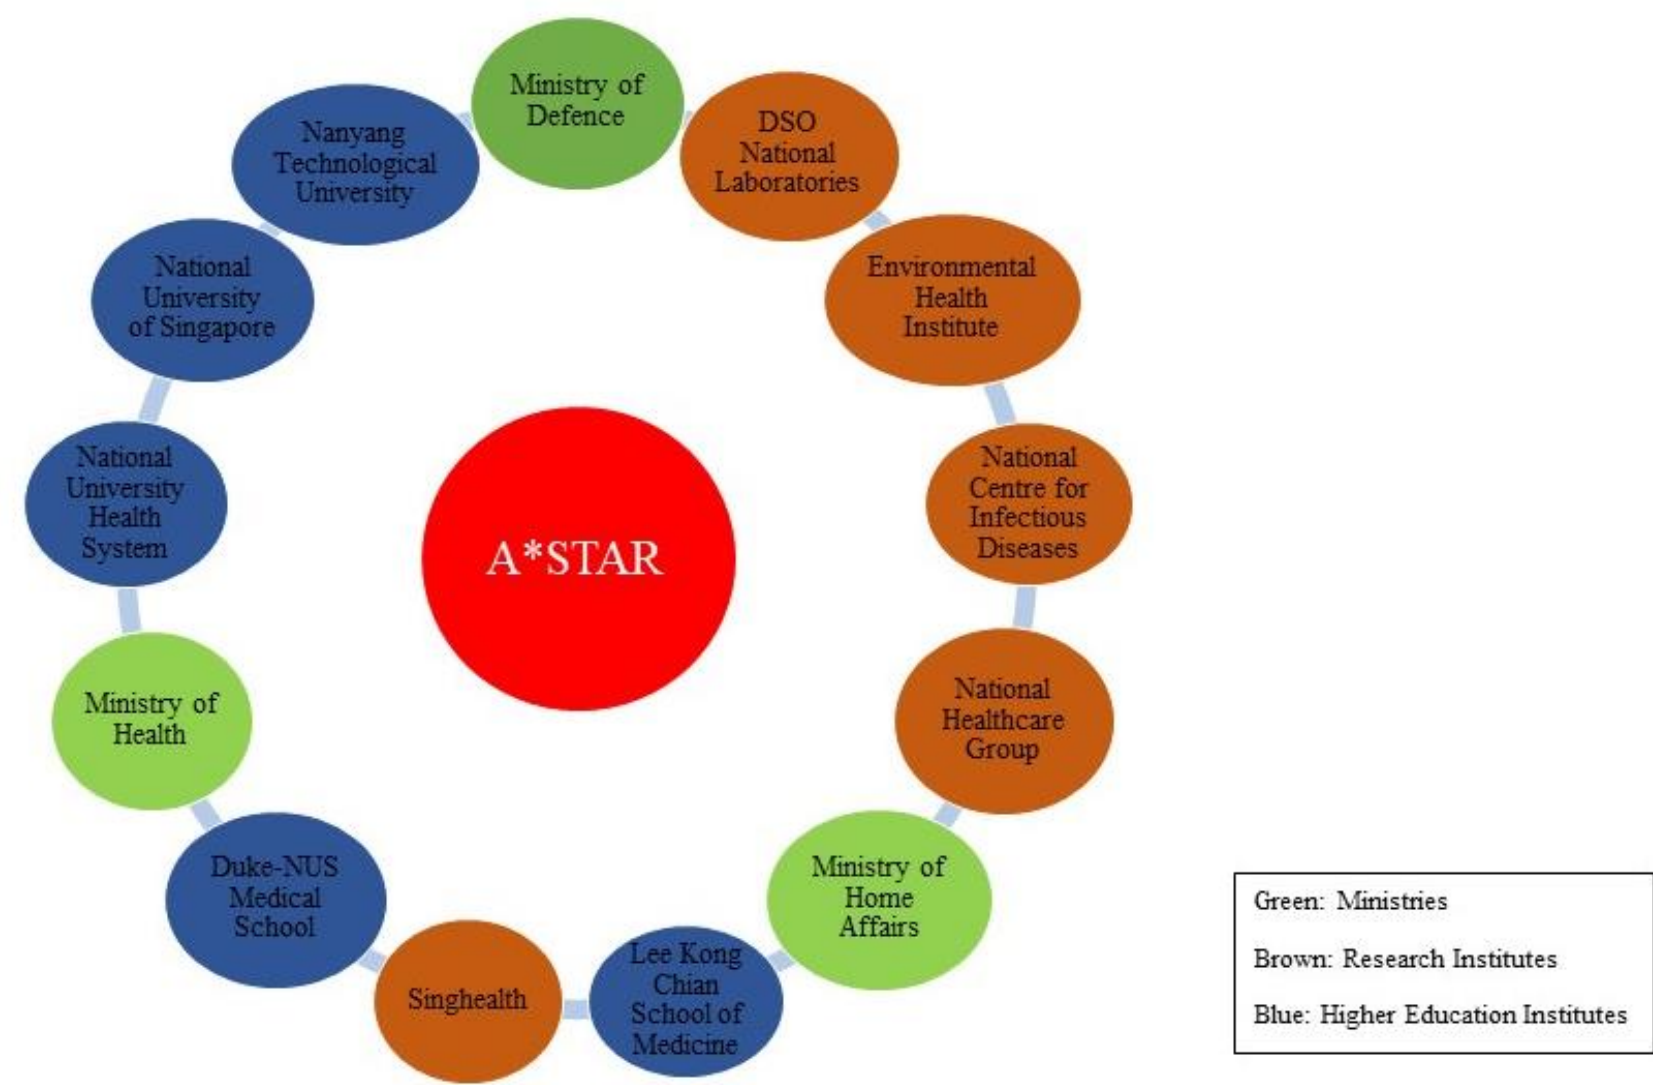 Ministry of
Defence
DSO
National
Laboratories
Environmental
Health
Institute
National
Centre for
Infectious
Diseases
National
Healthcare
Group
Ministry of
Home
Affairs
Lee Kong
Chian
School of
Medicine
Singhealth
Duke-NUS
Medical
School
Ministry of
Health
National
University
Health
System
National
University
of Singapore
Nanyang
Technological
University
A*STAR
Green: Ministries
Brown: Research Institutes
Blue: Higher Education Institutes